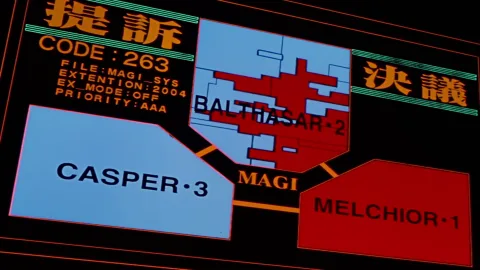 提訴
決議
CODE:263
FILE:MAGI_SYS
EXTENTION:2004
EX_MODE:OFF
PRIORITY:AAA
BALTHASAR・2
CASPER・3
MAGI
MELCHIOR・1